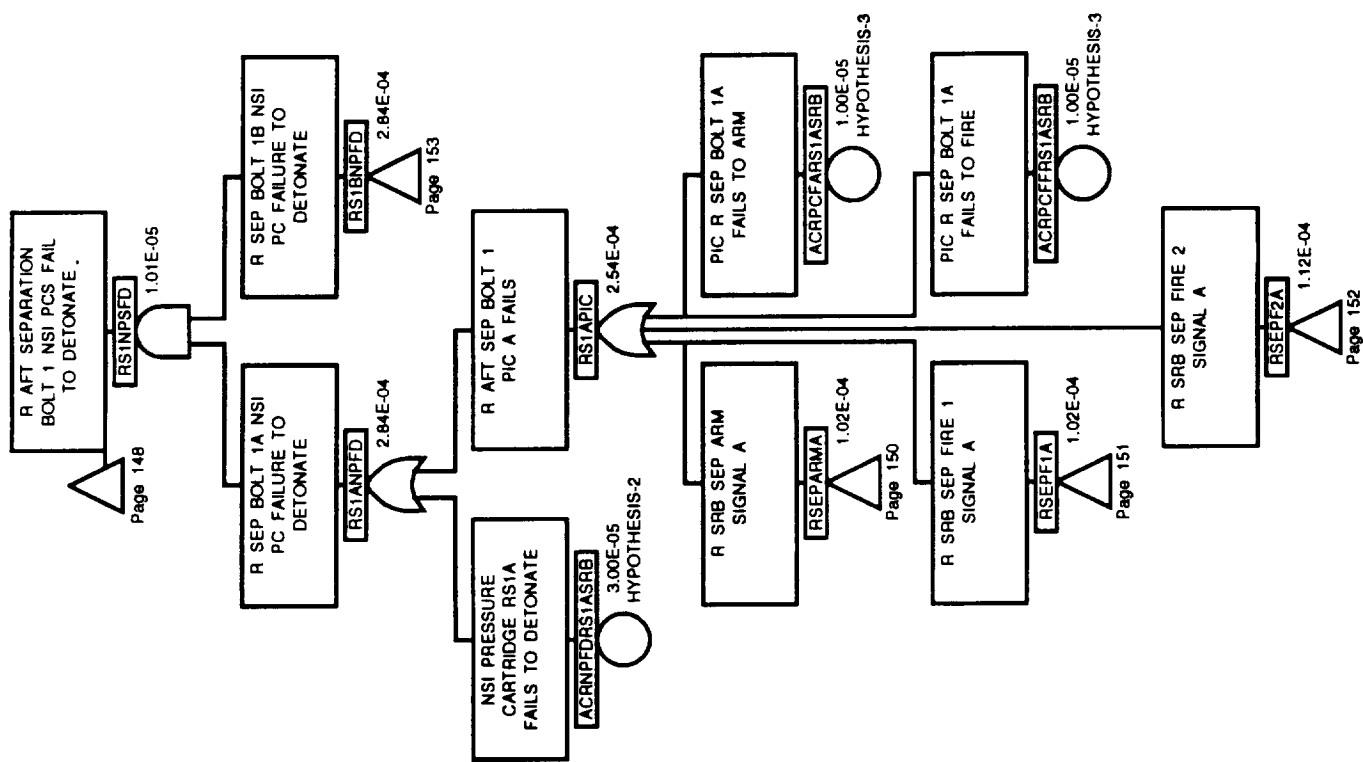 R AFT SEPARATION
BOLT 1 NSI PCS FAIL
TO DETONATE.
Page 148
RS1NPSFD
1.01E-05
R SEP BOLT 1A NSI
PC FAILURE TO
DETONATE
RS1ANPFD
2.84E-04
R SEP BOLT 1B NSI
PC FAILURE TO
DETONATE
RS1BNPFD
2.84E-04
Page 153
NSI PRESSURE
CARTRIDGE RS1A
FAILS TO DETONATE
ACRNPFDRS1ASRB
3.00E-05
HYPOTHESIS-2
R AFT SEP BOLT 1
PIC A FAILS
RS1APIC
2.54E-04
R SRB SEP ARM
SIGNAL A
RSEPARMA
1.02E-04
Page 150
PIC R SEP BOLT 1A
FAILS TO ARM
ACRPCFARS1ASRB
1.00E-05
HYPOTHESIS-3
R SRB SEP FIRE 1
SIGNAL A
RSEPF1A
1.02E-04
Page 151
PIC R SEP BOLT 1A
FAILS TO FIRE
ACRPCFFRS1ASRB
1.00E-05
HYPOTHESIS-3
R SRB SEP FIRE 2
SIGNAL A
RSEPF2A
1.12E-04
Page 152